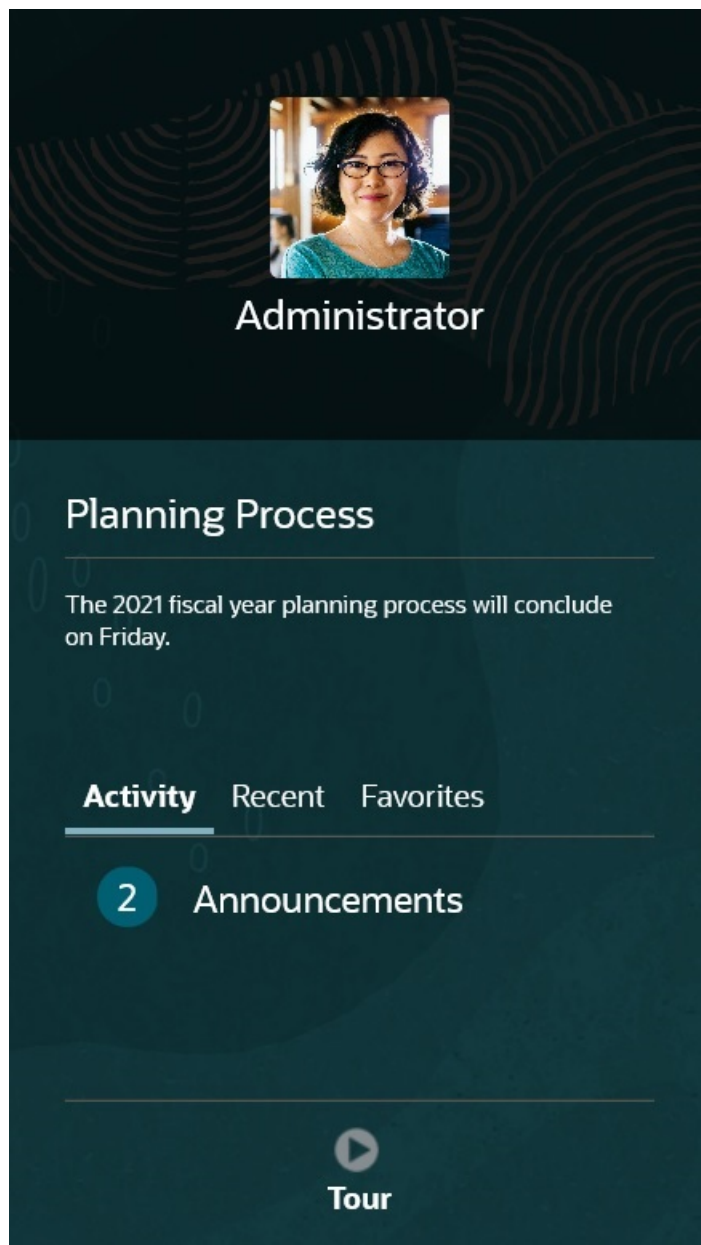 Administrator
Planning Process
The 2021 fiscal year planning process will conclude
on Friday.
Activity Recent Favorites
2 Announcements
Tour